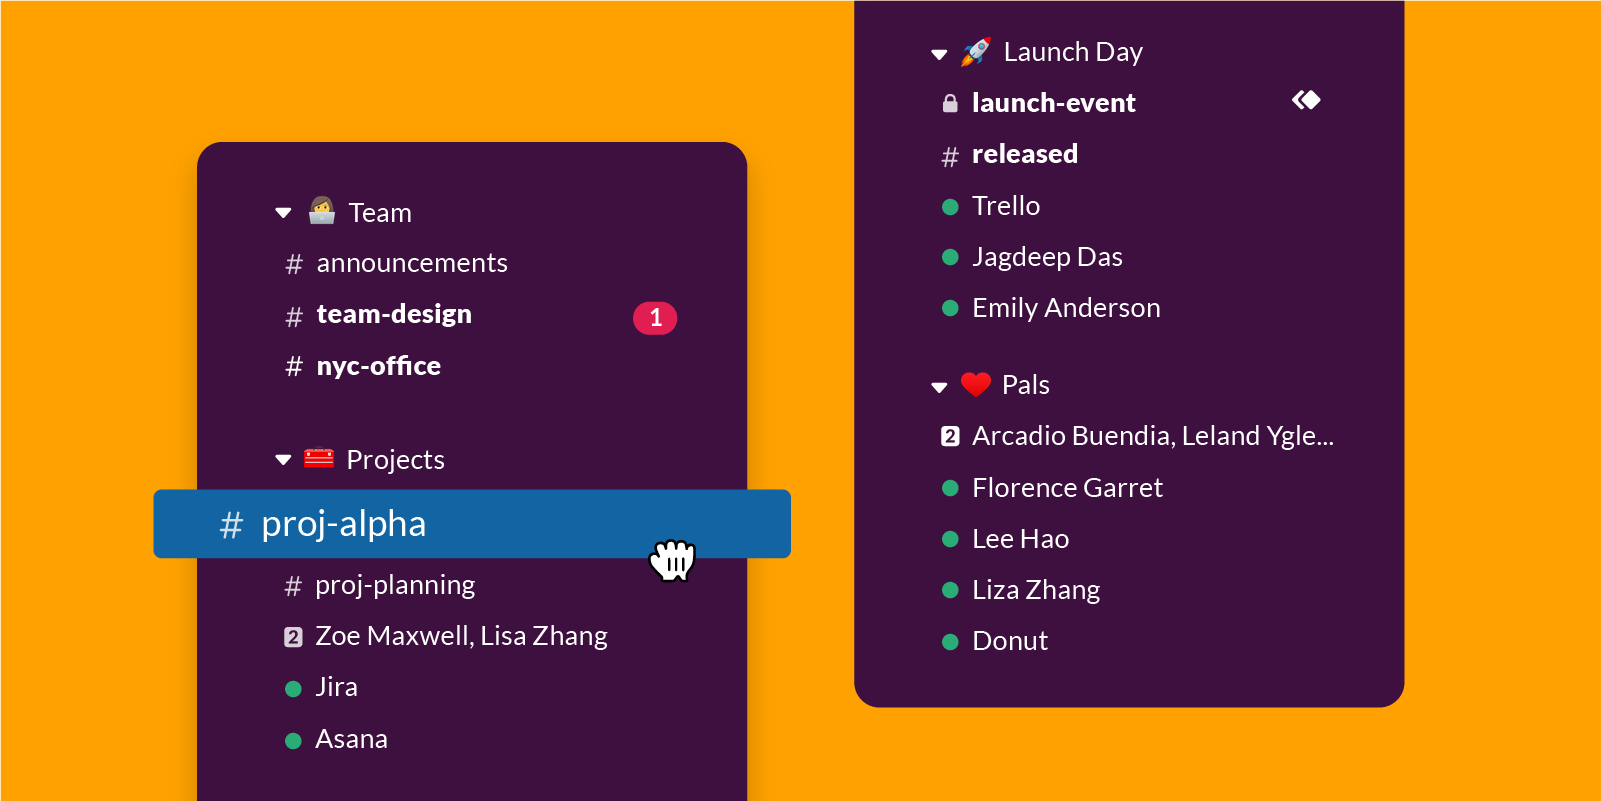 Team
# announcements
# team-design 1
# nyc-office
Projects
# proj-alpha
# proj-planning
2 Zoe Maxwell, Lisa Zhang
Jira
Asana
Launch Day
launch-event
# released
Trello
Jagdeep Das
Emily Anderson
Pals
2 Arcadio Buendia, Leland Ygle...
Florence Garret
Lee Hao
Liza Zhang
Donut